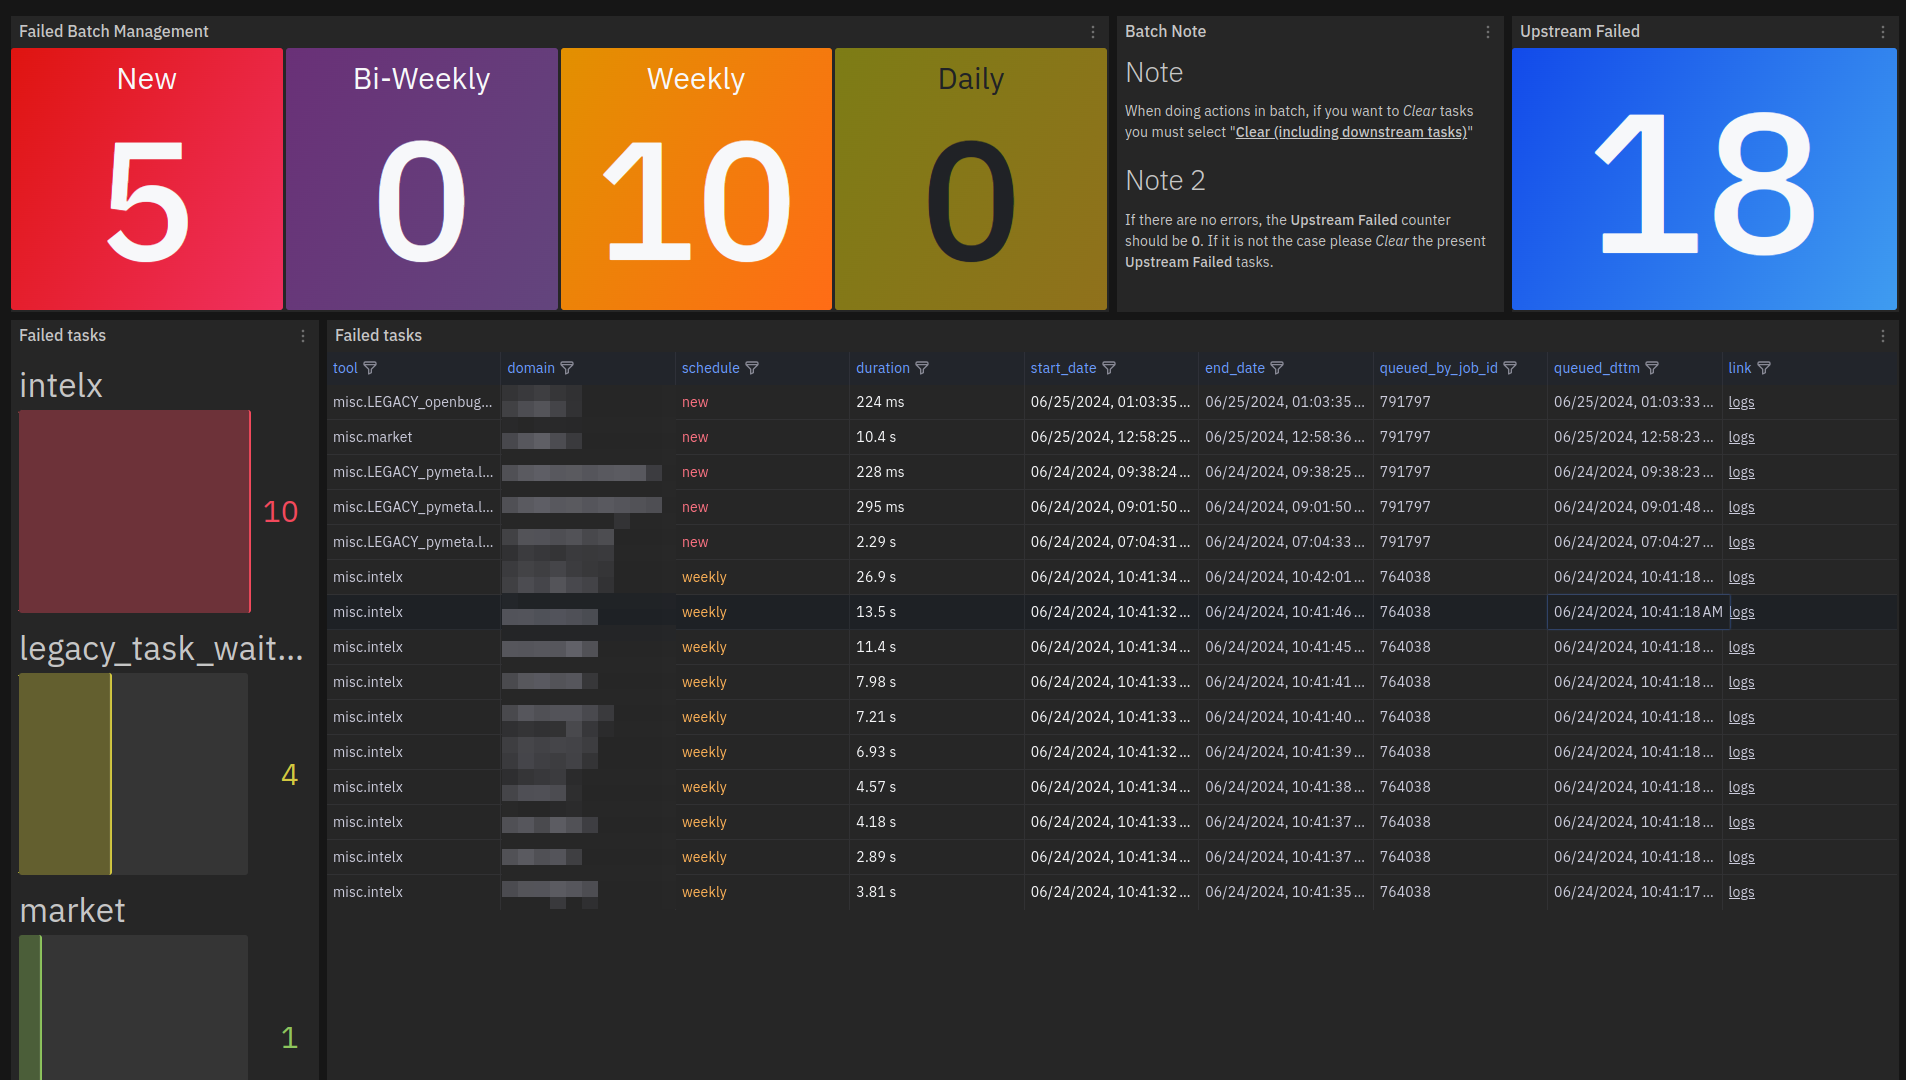 Failed Batch Management
New
5
Bi-Weekly
0
Weekly
10
Daily
0
Batch Note
Note
When doing actions in batch, if you want to Clear tasks
you must select "Clear (including downstream tasks)"
Note 2
If there are no errors, the Upstream Failed counter
should be 0. If it is not the case please Clear the present
Upstream Failed tasks.
Upstream Failed
18
Failed tasks
intelx
10
legacy_task_wait...
4
market
1
Failed tasks
tool domain schedule duration start_date end_date queued_by_job_id queued_dttm link
misc.LEGACY_openbug... new 224 ms 06/25/2024, 01:03:35... 06/25/2024, 01:03:35... 791797 06/25/2024, 01:03:33... logs
misc.market new 10.4 s 06/25/2024, 12:58:25... 06/25/2024, 12:58:36... 791797 06/25/2024, 12:58:23... logs
misc.LEGACY_pymeta.l... new 228 ms 06/24/2024, 09:38:24... 06/24/2024, 09:38:25... 791797 06/24/2024, 09:38:23... logs
misc.LEGACY_pymeta.l... new 295 ms 06/24/2024, 09:01:50... 06/24/2024, 09:01:50... 791797 06/24/2024, 09:01:48... logs
misc.LEGACY_pymeta.l... new 2.29 s 06/24/2024, 07:04:31... 06/24/2024, 07:04:33... 791797 06/24/2024, 07:04:27... logs
misc.intelx weekly 26.9 s 06/24/2024, 10:41:34... 06/24/2024, 10:42:01... 764038 06/24/2024, 10:41:18... logs
misc.intelx weekly 13.5 s 06/24/2024, 10:41:32... 06/24/2024, 10:41:46... 764038 06/24/2024, 10:41:18 AM logs
misc.intelx weekly 11.4 s 06/24/2024, 10:41:34... 06/24/2024, 10:41:45... 764038 06/24/2024, 10:41:18... logs
misc.intelx weekly 7.98 s 06/24/2024, 10:41:33... 06/24/2024, 10:41:41... 764038 06/24/2024, 10:41:18... logs
misc.intelx weekly 7.21 s 06/24/2024, 10:41:33... 06/24/2024, 10:41:40... 764038 06/24/2024, 10:41:18... logs
misc.intelx weekly 6.93 s 06/24/2024, 10:41:32... 06/24/2024, 10:41:39... 764038 06/24/2024, 10:41:18... logs
misc.intelx weekly 4.57 s 06/24/2024, 10:41:34... 06/24/2024, 10:41:38... 764038 06/24/2024, 10:41:18... logs
misc.intelx weekly 4.18 s 06/24/2024, 10:41:33... 06/24/2024, 10:41:37... 764038 06/24/2024, 10:41:18... logs
misc.intelx weekly 2.89 s 06/24/2024, 10:41:34... 06/24/2024, 10:41:37... 764038 06/24/2024, 10:41:18... logs
misc.intelx weekly 3.81 s 06/24/2024, 10:41:32... 06/24/2024, 10:41:35... 764038 06/24/2024, 10:41:17... logs